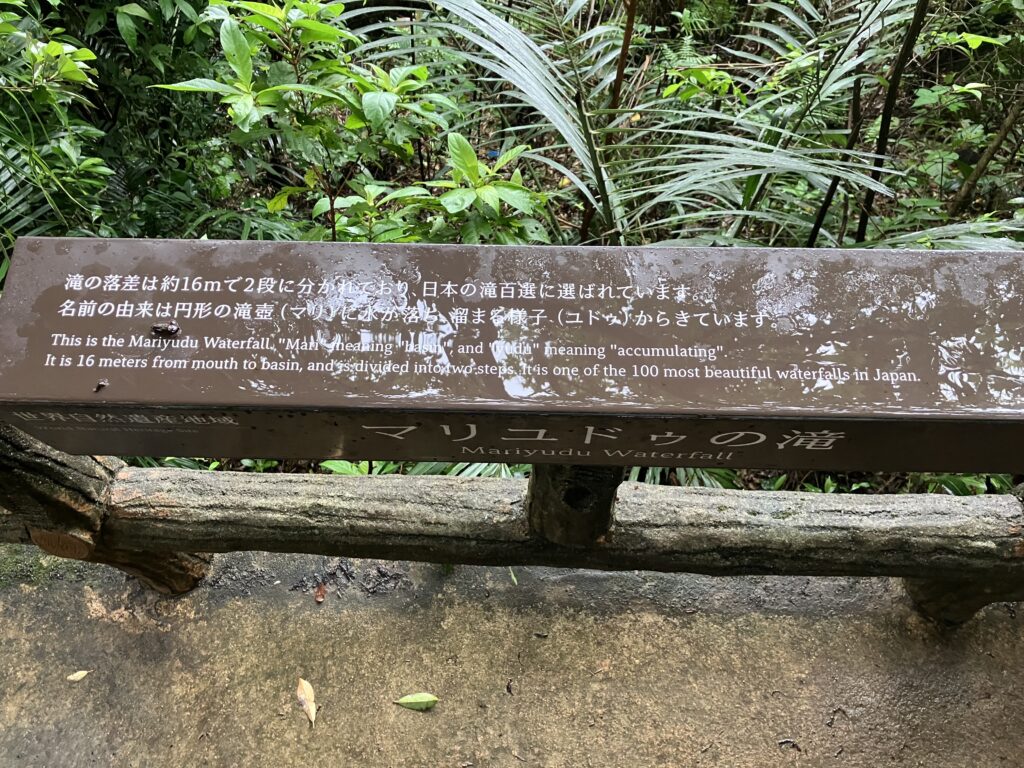 滝の落差は約16mで2段に分かれており、日本の滝百選に選ばれています。
名前の由来は円形の滝壺（マリ）に水が落ち、溜まる様子（ユドゥ）からきています。
This is the Mariyudu Waterfall, "Mari" meaning "basin", and "yudu" meaning "accumulating"
It is 16 meters from mouth to basin, and is divided into two steps. It is one of the 100 most beautiful waterfalls in Japan.
世界自然遺産地域
マリユドゥの滝
Mariyudu Waterfall